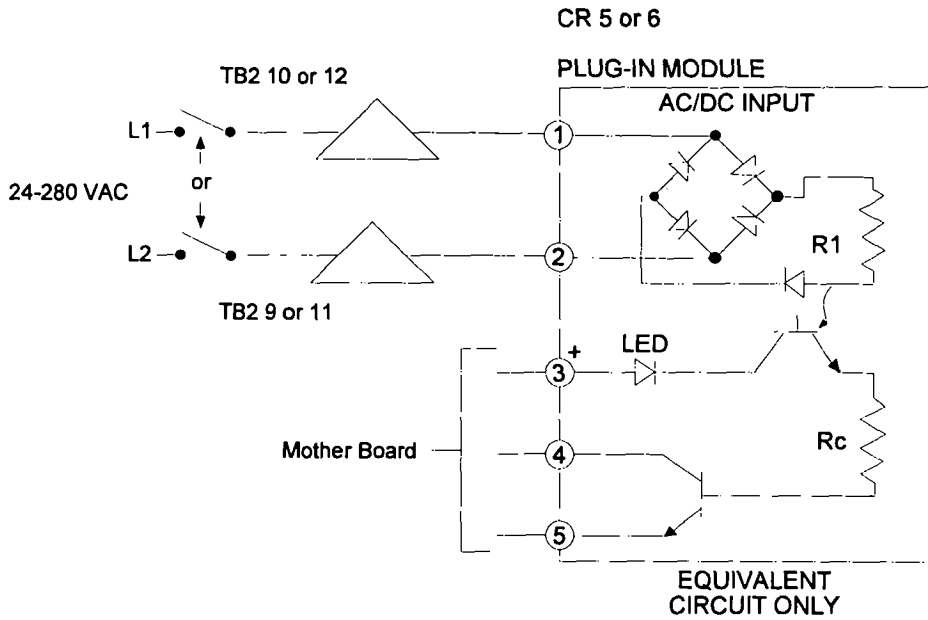 CR 5 or 6
TB2 10 or 12
PLUG-IN MODULE
AC/DC INPUT
L1
1
24-280 VAC
or
R1
L2
2
TB2 9 or 11
+
LED
3
Mother Board
4
Rc
5
EQUIVALENT
CIRCUIT ONLY